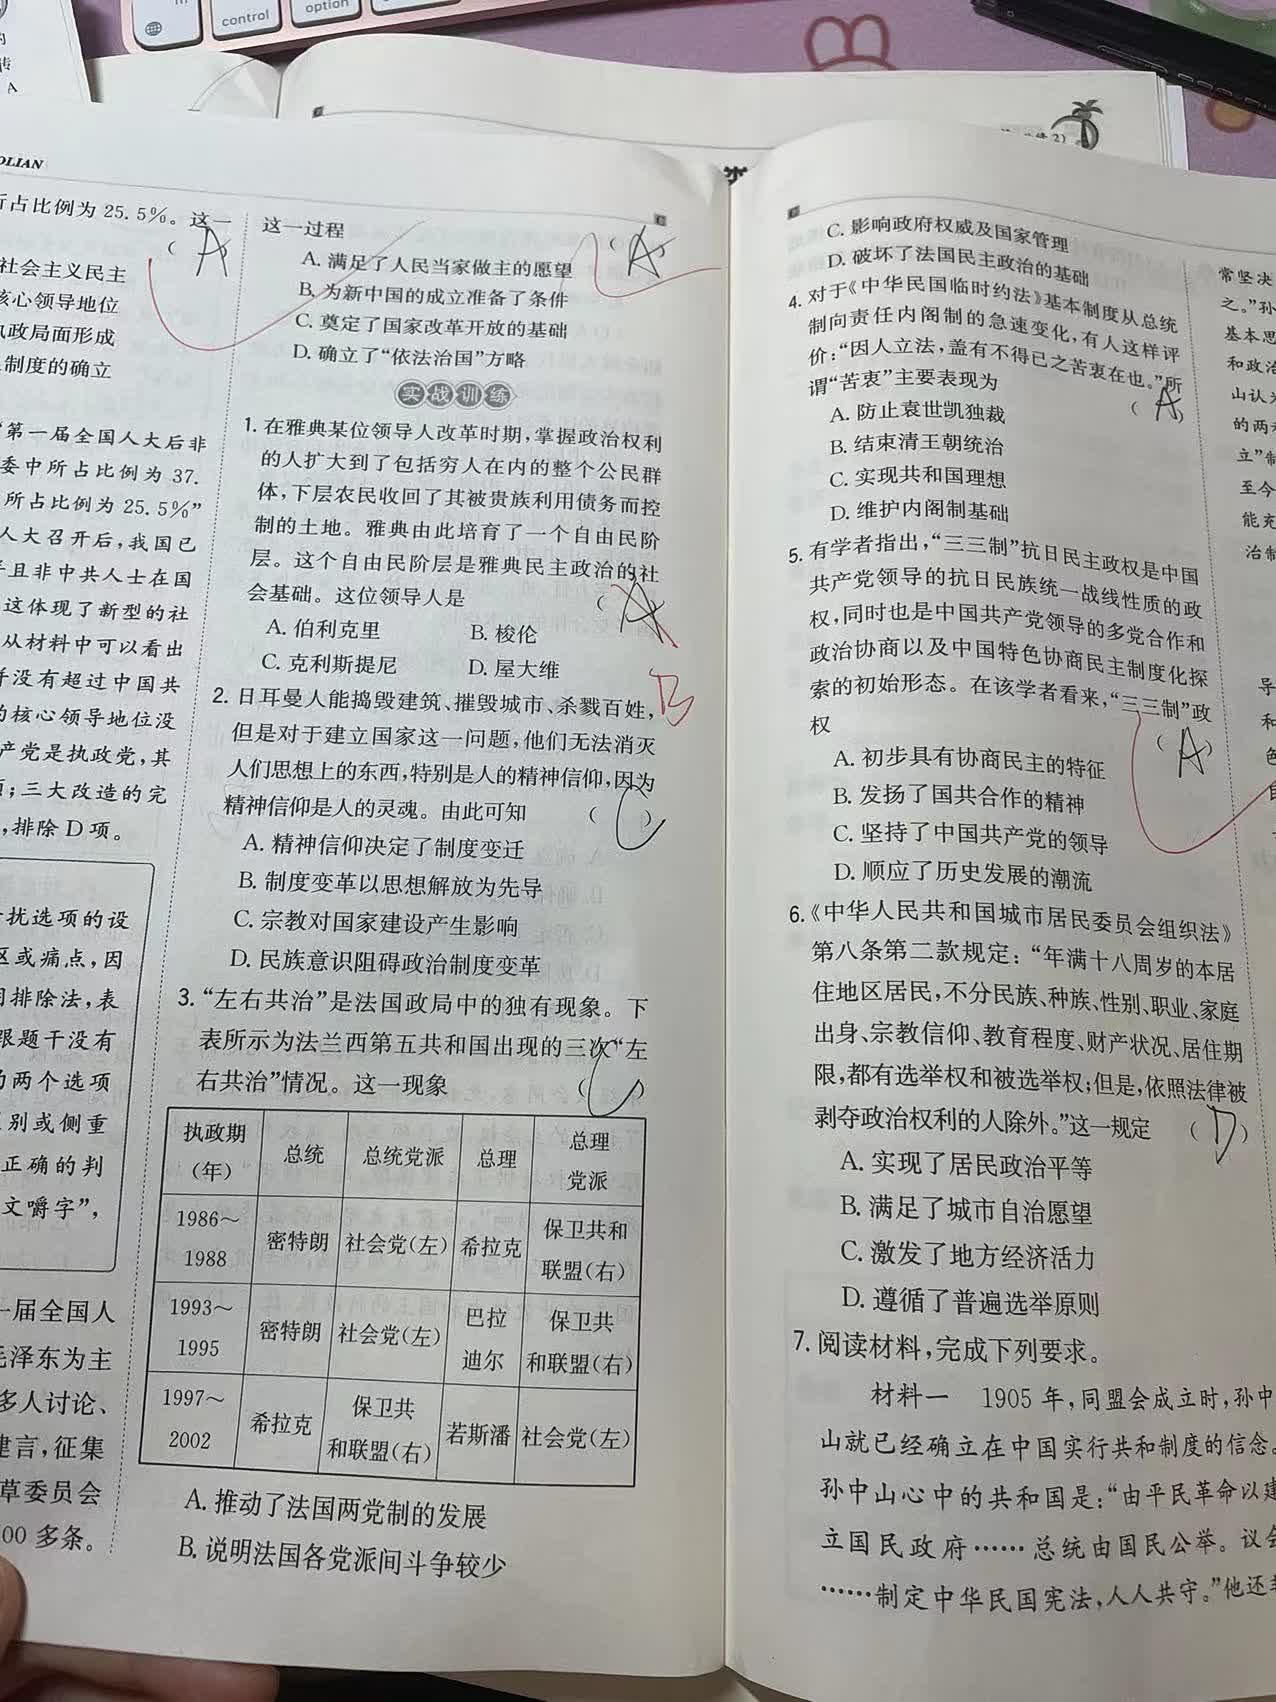 control
option
OLIAN
所占比例为25.5%。这一
(A)
社会主义民主
核心领导地位
执政局面形成
制度的确立
“第一届全国人大后非
委中所占比例为37.
所占比例为25.5%”
人大召开后,我国已
并且非中共人士在国
这体现了新型的社
从材料中可以看出
并没有超过中国共
的核心领导地位没
产党是执政党,其
;三大改造的完
,排除D项。
扰选项的设
区或痛点,因
用排除法,表
跟题干没有
的两个选项
别或侧重
正确的判
文嚼字”,
一届全国人
毛泽东为主
多人讨论、
建言,征集
草委员会
00多条。
这一过程
(A)
A.满足了人民当家做主的愿望
B.为新中国的成立准备了条件
C.奠定了国家改革开放的基础
D.确立了“依法治国”方略
实战训练
1.在雅典某位领导人改革时期,掌握政治权利
的人扩大到了包括穷人在内的整个公民群
体,下层农民收回了其被贵族利用债务而控
制的土地。雅典由此培育了一个自由民阶
层。这个自由民阶层是雅典民主政治的社
会基础。这位领导人是 (A
A.伯利克里 B.梭伦
C.克利斯提尼 D.屋大维
B
2.日耳曼人能捣毁建筑、摧毁城市、杀戮百姓,
但是对于建立国家这一问题,他们无法消灭
人们思想上的东西,特别是人的精神信仰,因为
精神信仰是人的灵魂。由此可知 (C)
A.精神信仰决定了制度变迁
B.制度变革以思想解放为先导
C.宗教对国家建设产生影响
D.民族意识阻碍政治制度变革
3.“左右共治”是法国政局中的独有现象。下
表所示为法兰西第五共和国出现的三次“左
右共治”情况。这一现象 (C)
执政期(年) 总统 总统党派 总理 总理党派
1986~1988 密特朗 社会党(左) 希拉克 保卫共和联盟(右)
1993~1995 密特朗 社会党(左) 巴拉迪尔 保卫共和联盟(右)
1997~2002 希拉克 保卫共和联盟(右) 若斯潘 社会党(左)
A.推动了法国两党制的发展
B.说明法国各党派间斗争较少
C.影响政府权威及国家管理
D.破坏了法国民主政治的基础
4.对于《中华民国临时约法》基本制度从总统
制向责任内阁制的急速变化,有人这样评
价:“因人立法,盖有不得已之苦衷在也。”所
谓“苦衷”主要表现为 (A)
A.防止袁世凯独裁
B.结束清王朝统治
C.实现共和国理想
D.维护内阁制基础
5.有学者指出,“三三制”抗日民主政权是中国
共产党领导的抗日民族统一战线性质的政
权,同时也是中国共产党领导的多党合作和
政治协商以及中国特色协商民主制度化探
索的初始形态。在该学者看来,“三三制”政
权 (A)
A.初步具有协商民主的特征
B.发扬了国共合作的精神
C.坚持了中国共产党的领导
D.顺应了历史发展的潮流
6.《中华人民共和国城市居民委员会组织法》
第八条第二款规定:“年满十八周岁的本居
住地区居民,不分民族、种族、性别、职业、家庭
出身、宗教信仰、教育程度、财产状况、居住期
限,都有选举权和被选举权;但是,依照法律被
剥夺政治权利的人除外。”这一规定 (D)
A.实现了居民政治平等
B.满足了城市自治愿望
C.激发了地方经济活力
D.遵循了普遍选举原则
7.阅读材料,完成下列要求。
材料一 1905年,同盟会成立时,孙中
山就已经确立在中国实行共和制度的信念。
孙中山心中的共和国是:“由平民革命以建
立国民政府……总统由国民公举。议会
……制定中华民国宪法,人人共守。”他还
常坚决
之。”孙
基本思
和政治
山认为
的两
立”制
至今
能充
治制
导
和
色